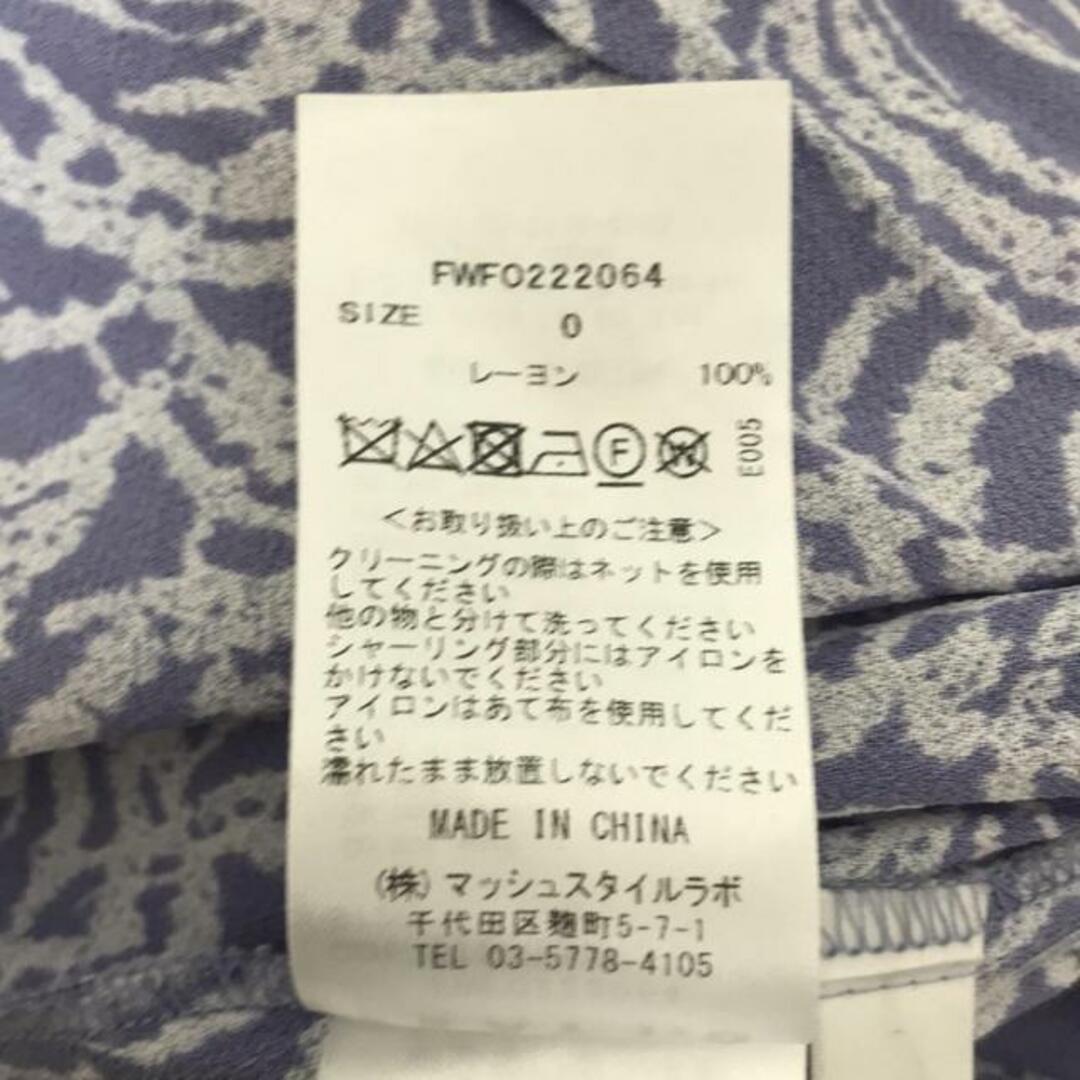 FWFO222064
SIZE 0
レーヨン 100%
F W E005
<お取り扱い上のご注意>
クリーニングの際はネットを使用
してください
他の物と分けて洗ってください
シャーリング部分にはアイロンを
かけないでください
アイロンはあて布を使用してくだ
さい
濡れたまま放置しないでください
MADE IN CHINA
(株)マッシュスタイルラボ
千代田区麹町5-7-1
TEL 03-5778-4105